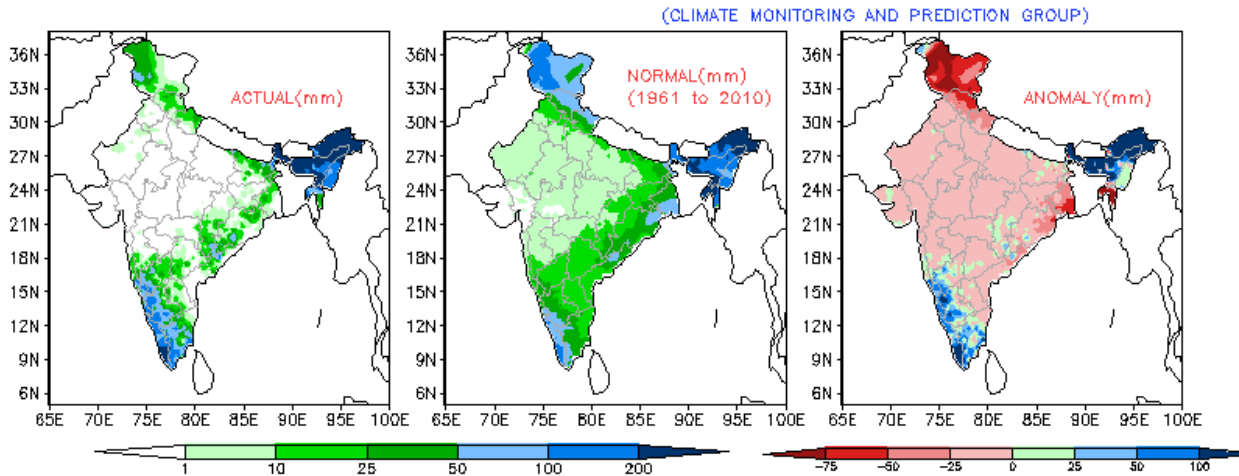 (CLIMATE MONITORING AND PREDICTION GROUP)
36N
33N
30N
27N
24N
21N
18N
15N
12N
9N
6N
ACTUAL(mm)
65E 70E 75E 80E 85E 90E 95E 100E
36N
33N
30N
27N
24N
21N
18N
15N
12N
9N
6N
NORMAL(mm)
(1961 to 2010)
65E 70E 75E 80E 85E 90E 95E 100E
36N
33N
30N
27N
24N
21N
18N
15N
12N
9N
6N
ANOMALY(mm)
65E 70E 75E 80E 85E 90E 95E 100E
1 10 25 50 100 200
-75 -50 -25 0 25 50 100